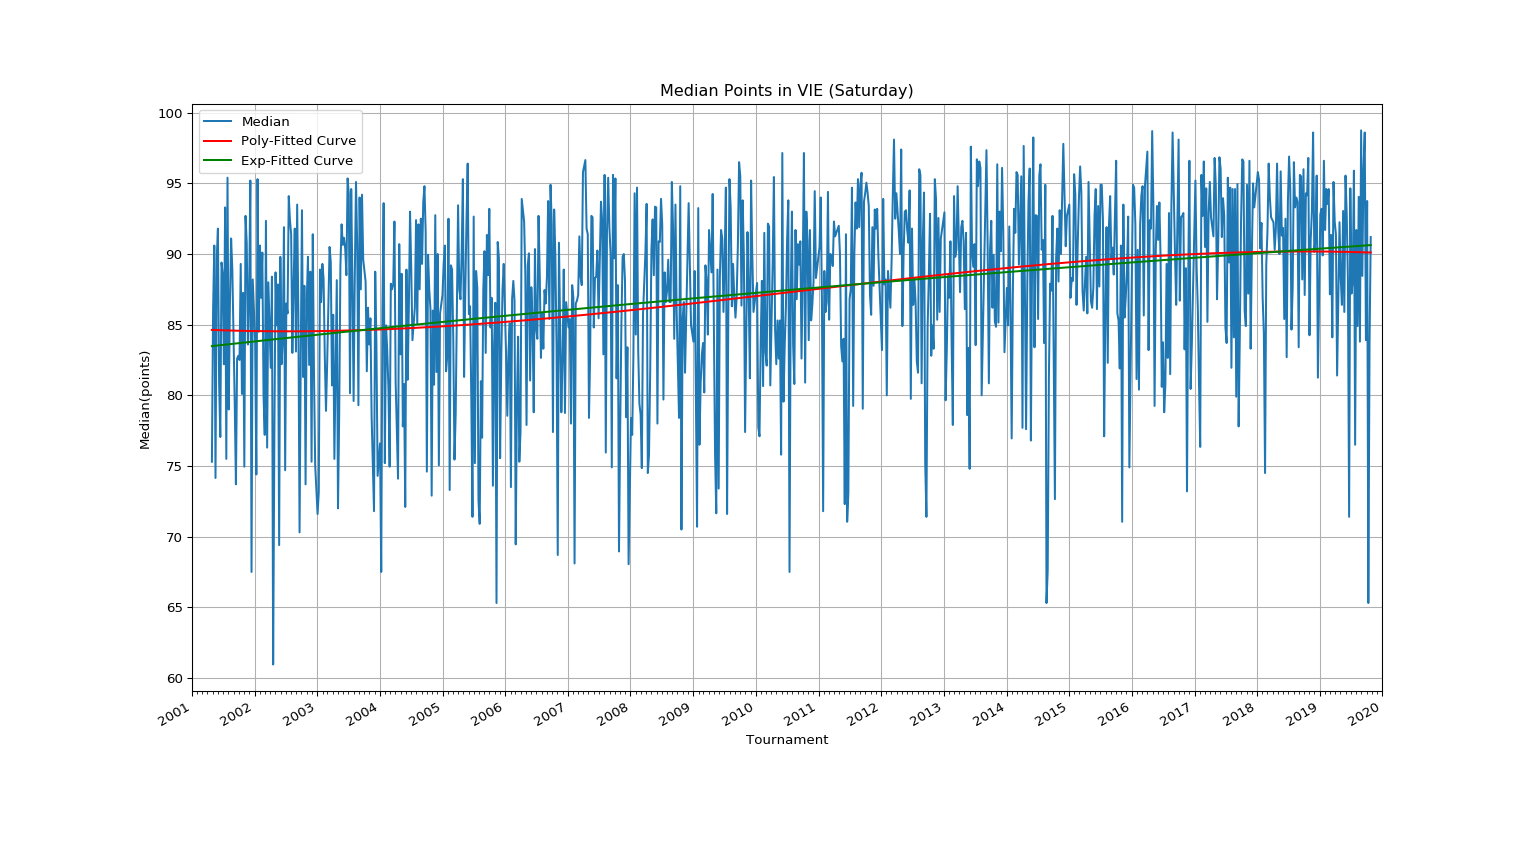 Median Points in VIE (Saturday)
Median
Poly-Fitted Curve
Exp-Fitted Curve
100
95
90
85
80
75
70
65
60
Median(points)
2001 2002 2003 2004 2005 2006 2007 2008 2009 2010 2011 2012 2013 2014 2015 2016 2017 2018 2019 2020
Tournament